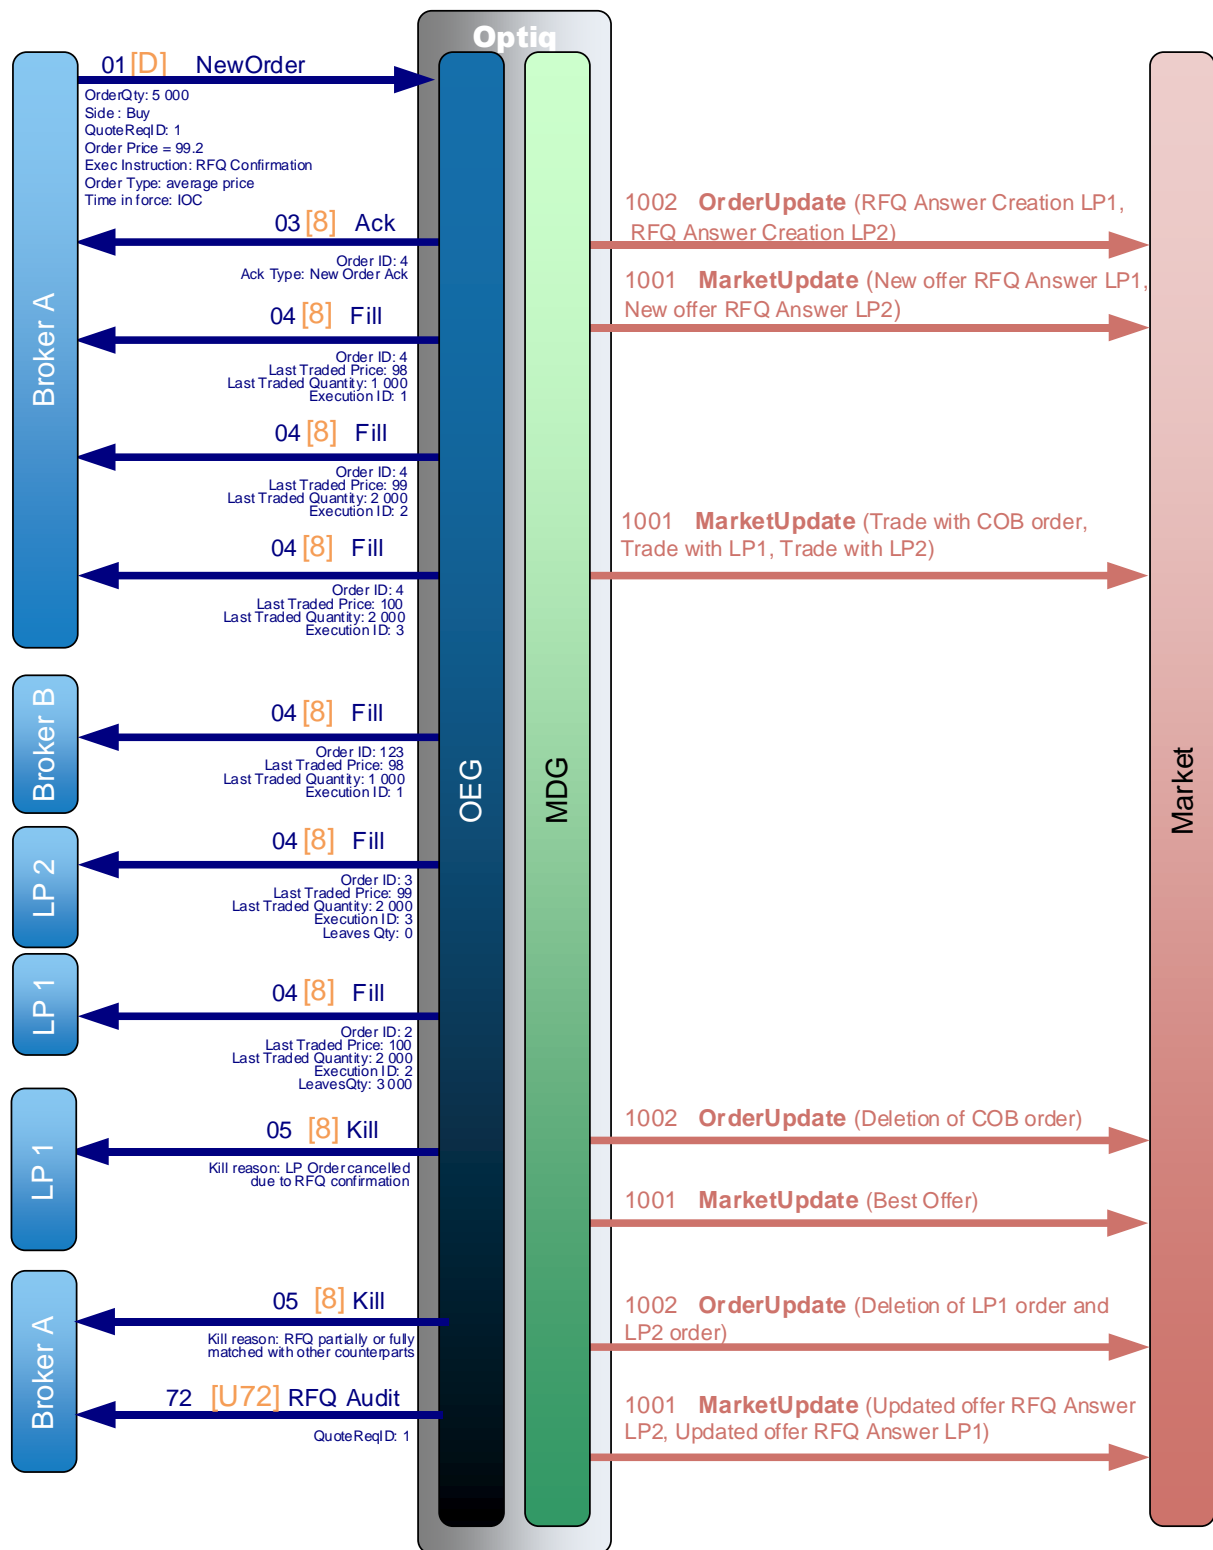 Optiq
01 [D] NewOrder
OrderQty: 5 000
Side : Buy
QuoteReqID: 1
Order Price = 99.2
Exec Instruction: RFQ Confirmation
Order Type: average price
Time in force: IOC
03 [8] Ack
Order ID: 4
Ack Type: New Order Ack
04 [8] Fill
Order ID: 4
Last Traded Price: 98
Last Traded Quantity: 1 000
Execution ID: 1
04 [8] Fill
Order ID: 4
Last Traded Price: 99
Last Traded Quantity: 2 000
Execution ID: 2
04 [8] Fill
Order ID: 4
Last Traded Price: 100
Last Traded Quantity: 2 000
Execution ID: 3
Broker A
04 [8] Fill
Order ID: 123
Last Traded Price: 98
Last Traded Quantity: 1 000
Execution ID: 1
Broker B
04 [8] Fill
Order ID: 3
Last Traded Price: 99
Last Traded Quantity: 2 000
Execution ID: 3
Leaves Qty: 0
LP 2
04 [8] Fill
Order ID: 2
Last Traded Price: 100
Last Traded Quantity: 2 000
Execution ID: 2
LeavesQty: 3 000
LP 1
05 [8] Kill
Kill reason: LP Order cancelled
due to RFQ confirmation
LP 1
05 [8] Kill
Kill reason: RFQ partially or fully
matched with other counterparts
72 [U72] RFQ Audit
QuoteReqID: 1
Broker A
OEG
MDG
1002 OrderUpdate (RFQ Answer Creation LP1,
RFQ Answer Creation LP2)
1001 MarketUpdate (New offer RFQ Answer LP1,
New offer RFQ Answer LP2)
1001 MarketUpdate (Trade with COB order,
Trade with LP1, Trade with LP2)
1002 OrderUpdate (Deletion of COB order)
1001 MarketUpdate (Best Offer)
1002 OrderUpdate (Deletion of LP1 order and
LP2 order)
1001 MarketUpdate (Updated offer RFQ Answer
LP2, Updated offer RFQ Answer LP1)
Market